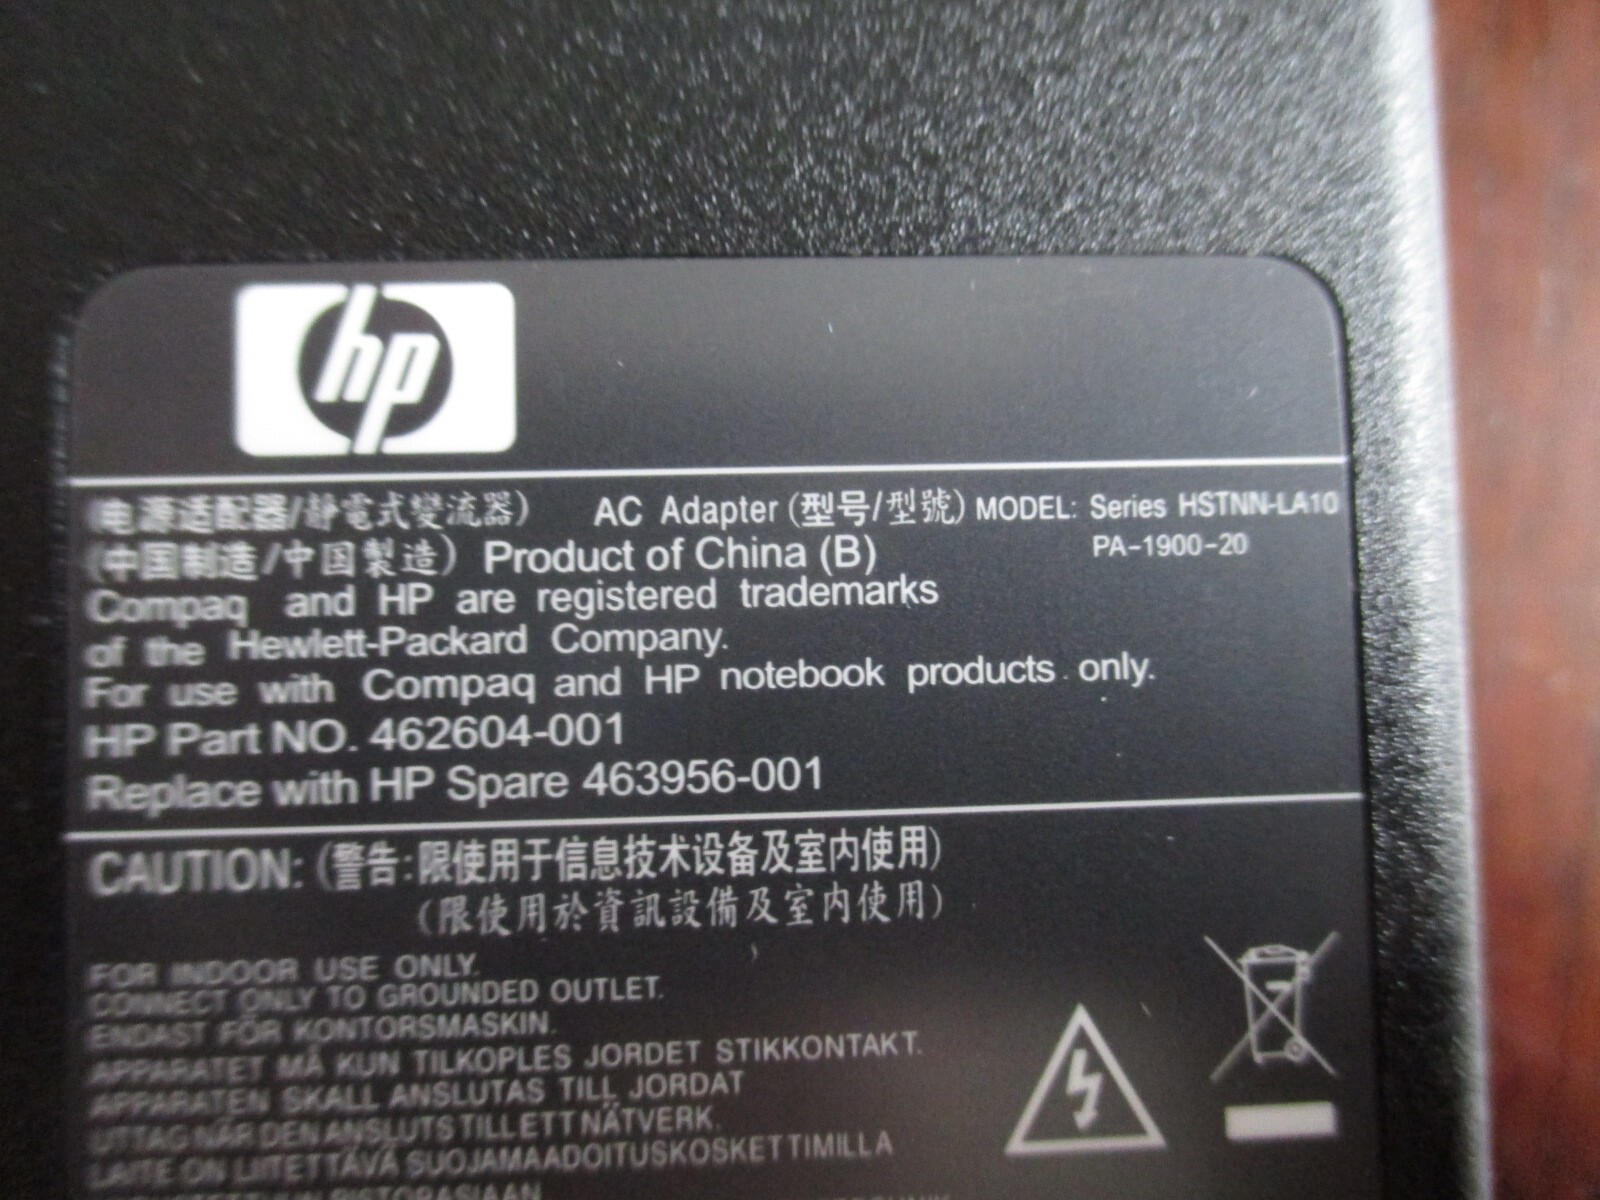 hp
电源适配器/靜電式變流器) AC Adapter (型号/型號) MODEL: Series HSTNN-LA10
PA-1900-20
(中国制造/中国製造) Product of China (B)
Compaq and HP are registered trademarks
of the Hewlett-Packard Company.
For use with Compaq and HP notebook products only.
HP Part NO. 462604-001
Replace with HP Spare 463956-001
CAUTION: (警告:限使用于信息技术设备及室内使用)
(限使用於資訊設備及室内使用)
FOR INDOOR USE ONLY.
CONNECT ONLY TO GROUNDED OUTLET.
ENDAST FÖR KONTORSMASKIN.
APPARATET MÅ KUN TILKOPLES JORDET STIKKONTAKT.
APPARATEN SKALL ANSLUTAS TILL JORDAT
UTTAG NÄR DEN ANSLUTS TILL ETT NÄTVERK.
LAITE ON LIITETTÄVÄ SUOJAMAADOITUSKOSKETTIMILLA